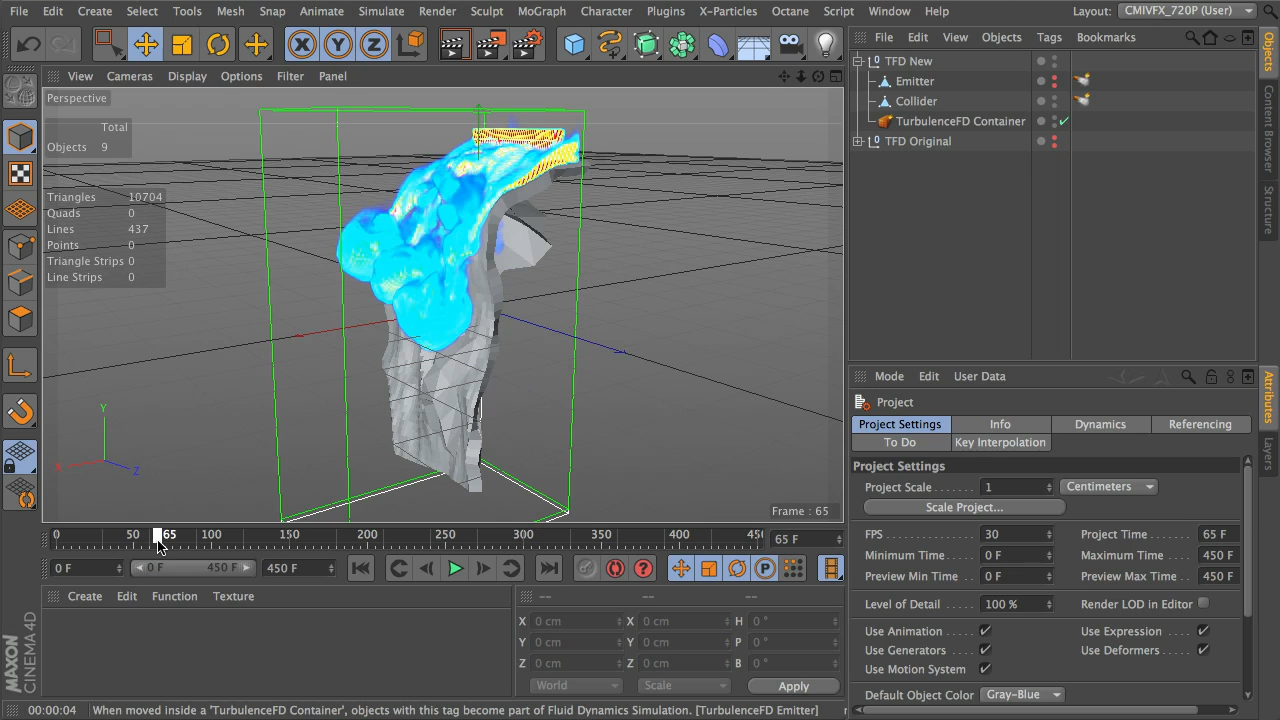 File Edit Create Select Tools Mesh Snap Animate Simulate Render Sculpt MoGraph Character Plugins X-Particles Octane Script Window Help Layout: CMIVFX_720P (User)
X Y Z
File Edit View Objects Tags Bookmarks
View Cameras Display Options Filter Panel
Perspective
Total
Objects 9
Triangles 10704
Quads 0
Lines 437
Points 0
Triangle Strips 0
Line Strips 0
Y
X
Z
Frame : 65
TFD New
Emitter
Collider
TurbulenceFD Container
TFD Original
Objects
Content Browser
Structure
Mode Edit User Data
Project
Project Settings Info Dynamics Referencing
To Do Key Interpolation
Project Settings
Project Scale 1 Centimeters
Scale Project...
FPS 30 Project Time 65 F
Minimum Time 0 F Maximum Time 450 F
Preview Min Time 0 F Preview Max Time 450 F
Level of Detail 100 % Render LOD in Editor
Use Animation Use Expression
Use Generators Use Deformers
Use Motion System
Default Object Color Gray-Blue
Attributes
Layers
0 50 65 100 150 200 250 300 350 400 45 65 F
0 F 0 F 450 F 450 F
Create Edit Function Texture
-- -- --
X 0 cm X 0 cm H 0 °
Y 0 cm Y 0 cm P 0 °
Z 0 cm Z 0 cm B 0 °
World Scale Apply
MAXON
CINEMA 4D
00:00:04 When moved inside a 'TurbulenceFD Container', objects with this tag become part of Fluid Dynamics Simulation. [TurbulenceFD Emitter]